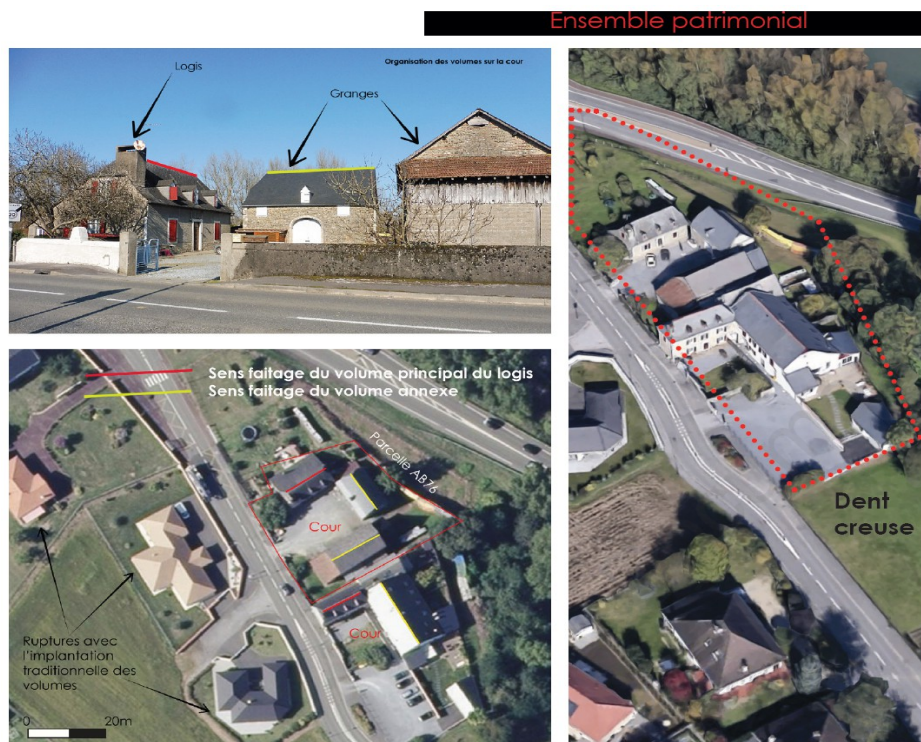 Ensemble patrimonial
Logis
Organisation des volumes sur la cour
Granges
Sens faitage du volume principal du logis
Sens faitage du volume annexe
Parcelle AB76
Cour
Cour
Ruptures avec
l'implantation
traditionnelle des
volumes
0 20m
Dent
creuse